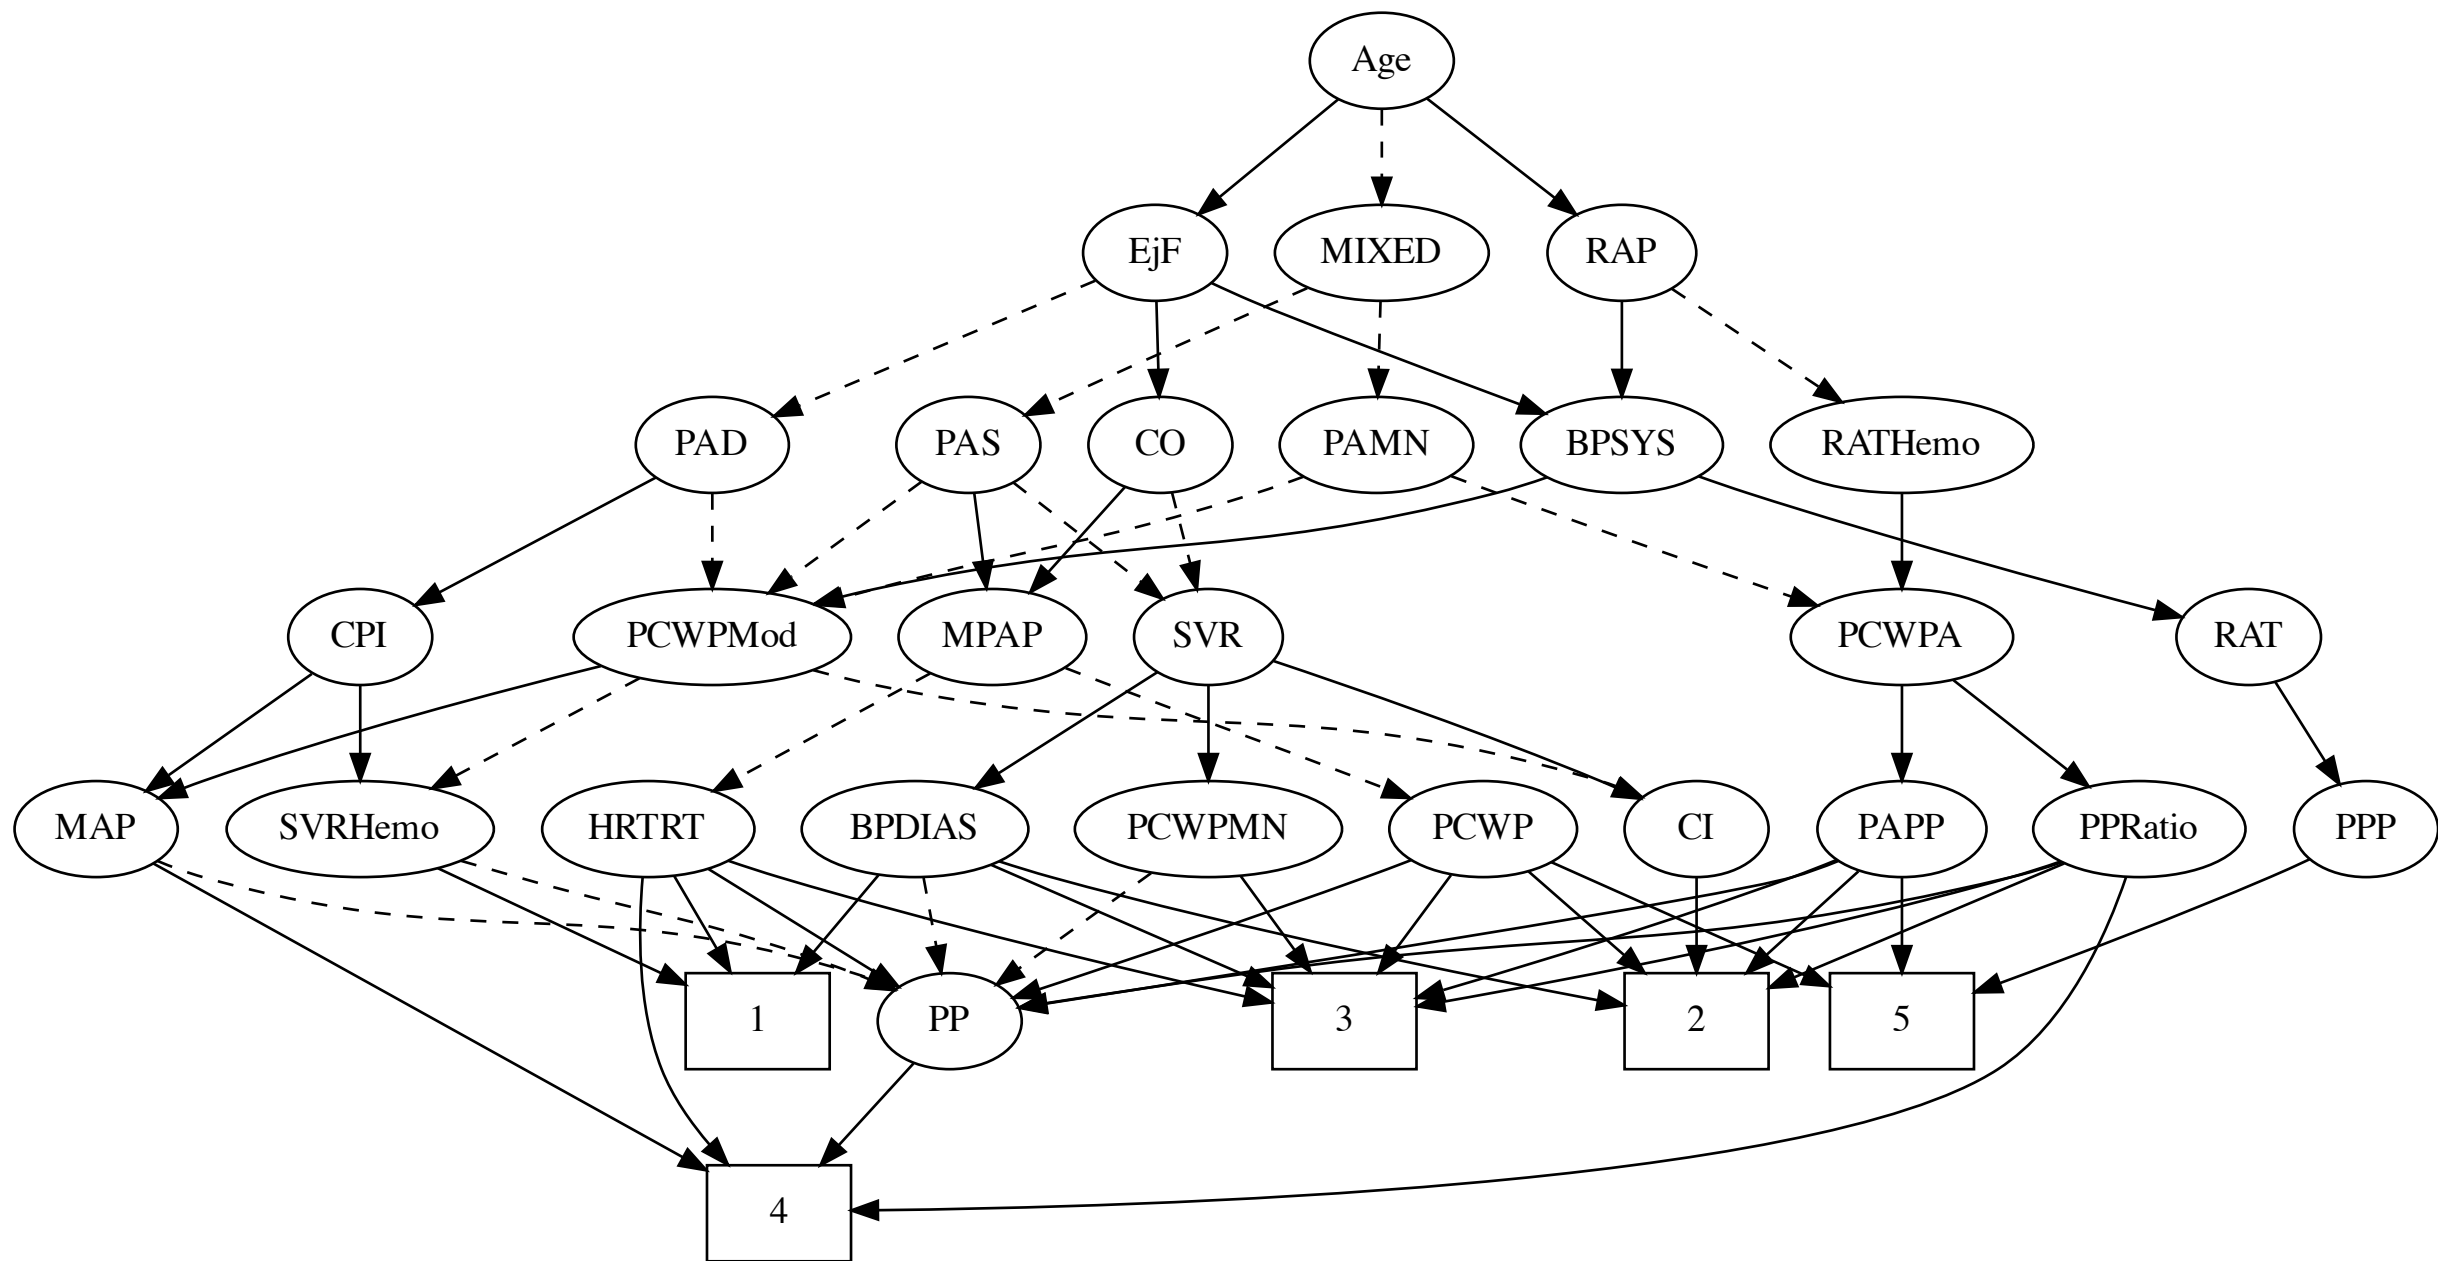 Age
EjF
MIXED
RAP
PAD
PAS
CO
PAMN
BPSYS
RATHemo
CPI
PCWPMod
MPAP
SVR
PCWPA
RAT
MAP
SVRHemo
HRTRT
BPDIAS
PCWPMN
PCWP
CI
PAPP
PPRatio
PPP
1
PP
3
2
5
4